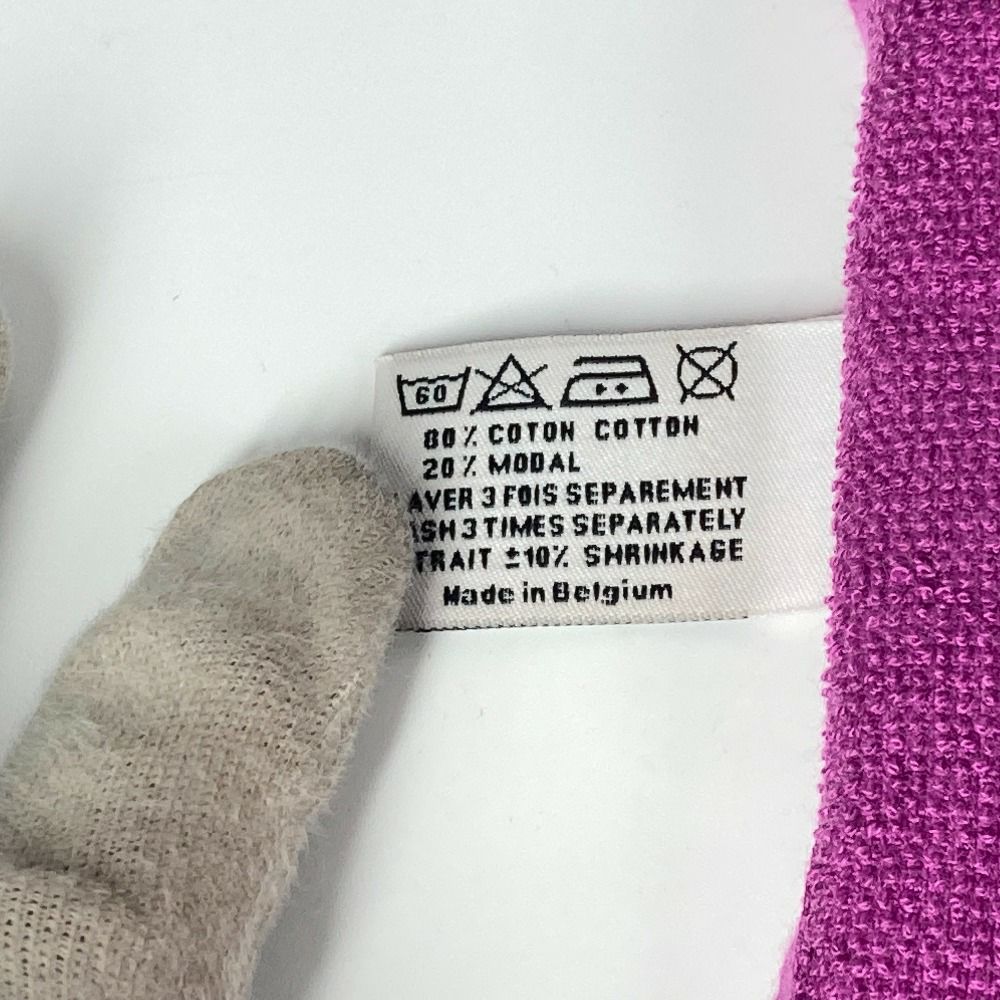 60
80% COTON COTTON
20% MODAL
AVER 3 FOIS SEPAREMENT
SH 3 TIMES SEPARATELY
TRAIT ±10% SHRINKAGE
Made in Belgium